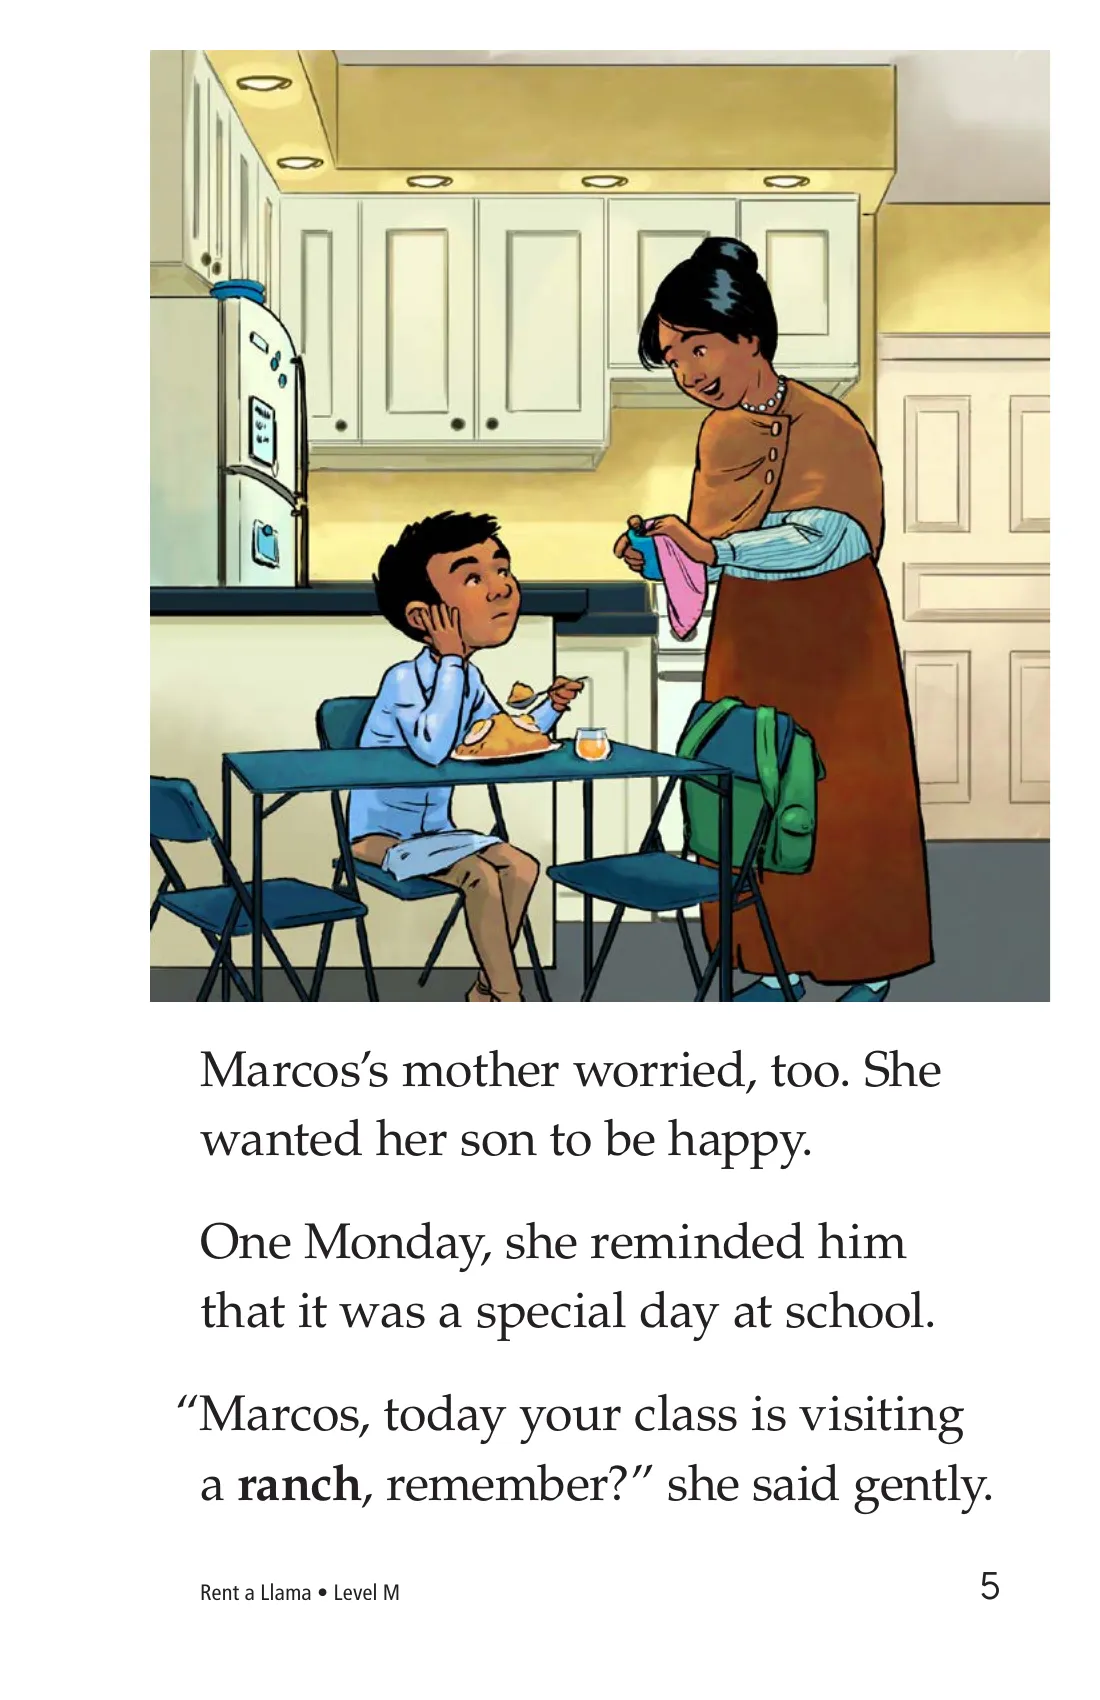 Marcos’s mother worried, too. She
wanted her son to be happy.
One Monday, she reminded him
that it was a special day at school.
“Marcos, today your class is visiting
a ranch, remember?” she said gently.
Rent a Llama • Level M
5